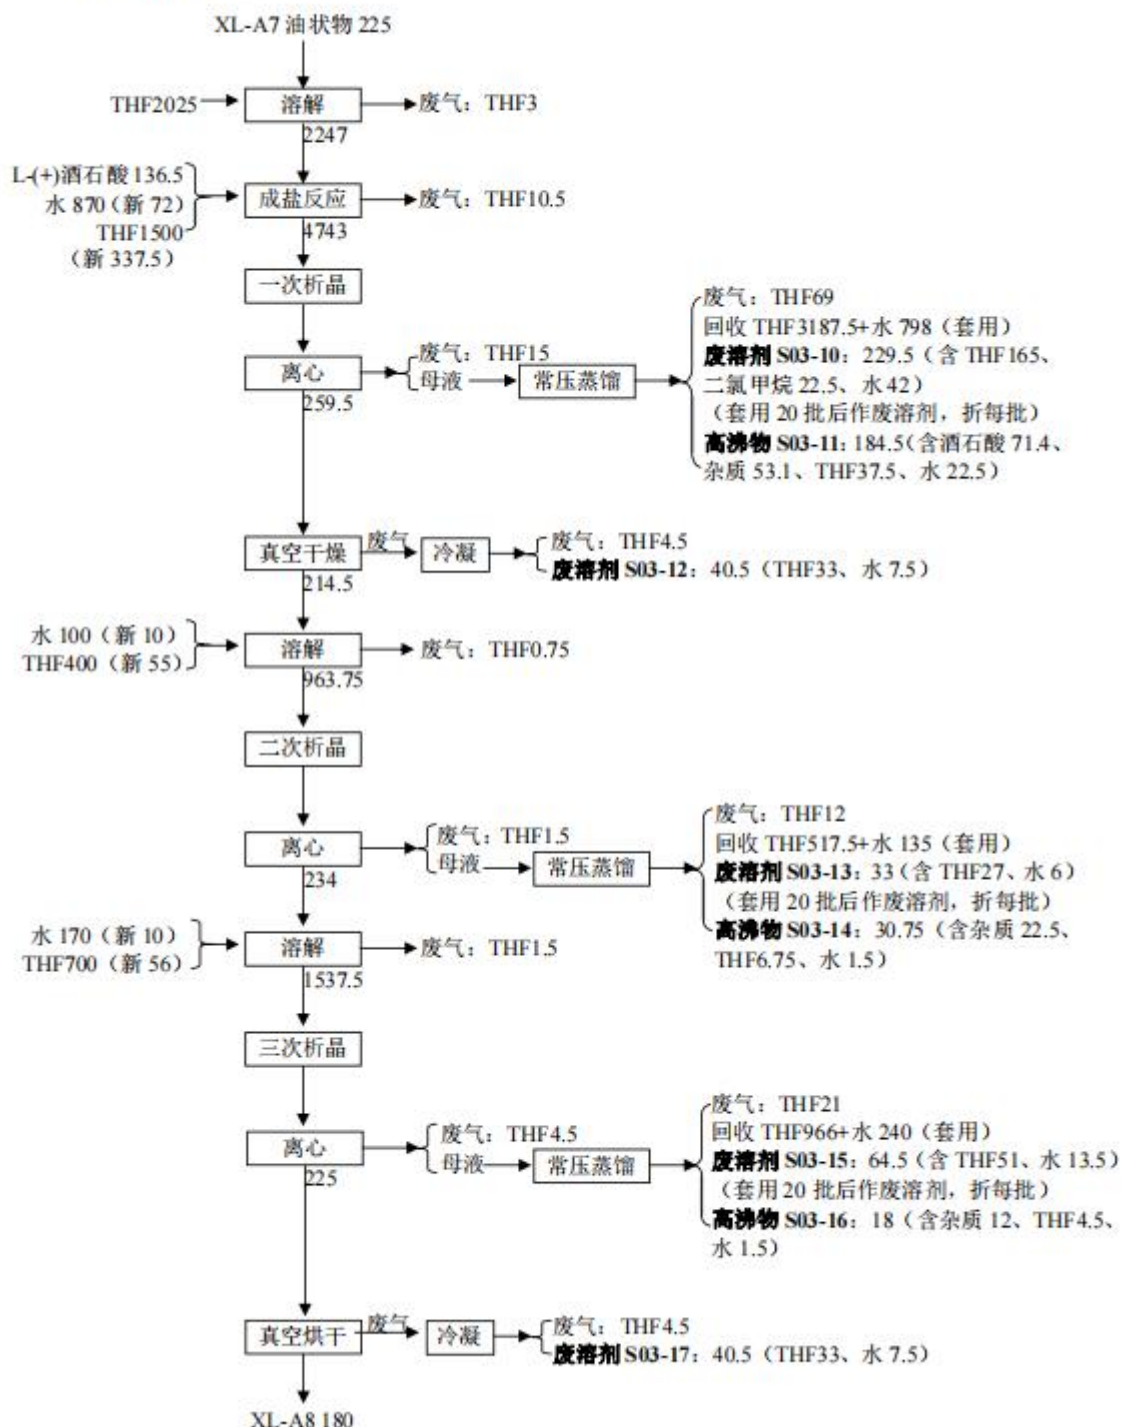 XL-A7 油状物 225
THF2025
溶解
废气：THF3
2247
L-(+)酒石酸 136.5
水 870（新 72）
THF1500
（新 337.5）
成盐反应
废气：THF10.5
4743
一次析晶
离心
259.5
废气：THF15
母液
常压蒸馏
废气：THF69
回收 THF3187.5+水 798（套用）
废溶剂 S03-10：229.5（含 THF165、
二氯甲烷 22.5、水 42）
（套用 20 批后作废溶剂，折每批）
高沸物 S03-11：184.5（含酒石酸 71.4、
杂质 53.1、THF37.5、水 22.5）
真空干燥
214.5
废气
冷凝
废气：THF4.5
废溶剂 S03-12：40.5（THF33、水 7.5）
水 100（新 10）
THF400（新 55）
溶解
废气：THF0.75
963.75
二次析晶
离心
234
废气：THF1.5
母液
常压蒸馏
废气：THF12
回收 THF517.5+水 135（套用）
废溶剂 S03-13：33（含 THF27、水 6）
（套用 20 批后作废溶剂，折每批）
高沸物 S03-14：30.75（含杂质 22.5、
THF6.75、水 1.5）
水 170（新 10）
THF700（新 56）
溶解
废气：THF1.5
1537.5
三次析晶
离心
225
废气：THF4.5
母液
常压蒸馏
废气：THF21
回收 THF966+水 240（套用）
废溶剂 S03-15：64.5（含 THF51、水 13.5）
（套用 20 批后作废溶剂，折每批）
高沸物 S03-16：18（含杂质 12、THF4.5、
水 1.5）
真空烘干
废气
冷凝
废气：THF4.5
废溶剂 S03-17：40.5（THF33、水 7.5）
XL-A8 180